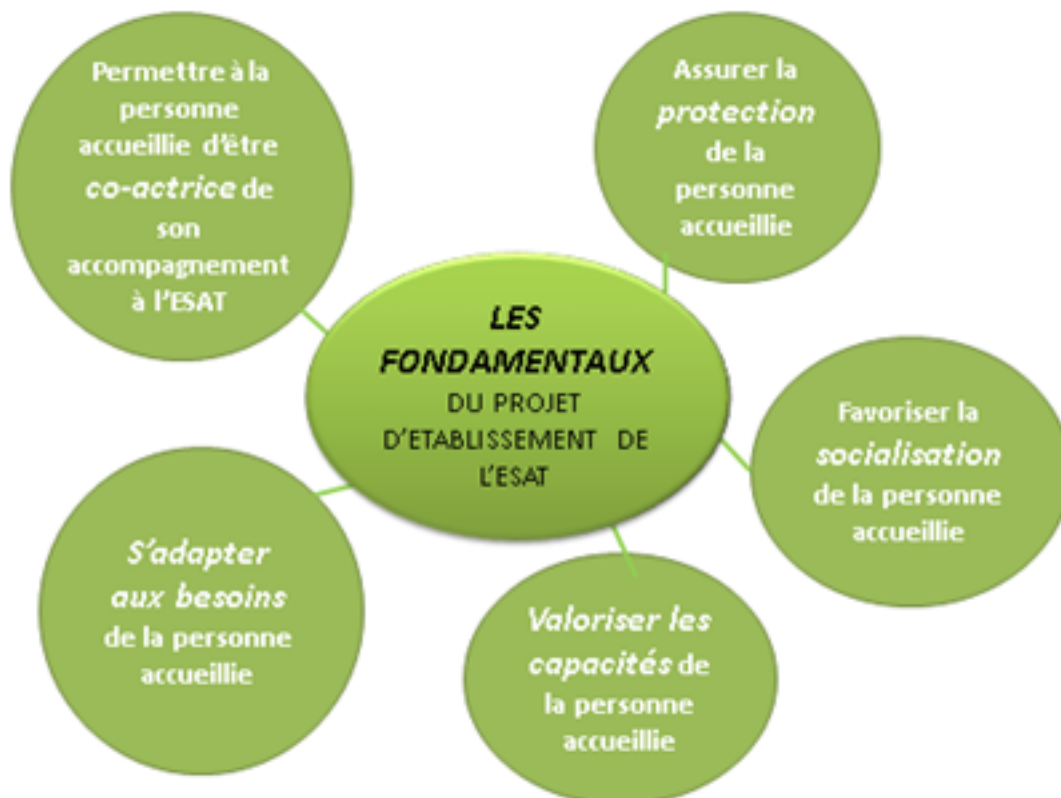 Permettre à la
personne
accueillie d'être
co-actrice de
son
accompagnement
à l'ESAT
Assurer la
protection
de la
personne
accueillie
LES
FONDAMENTAUX
DU PROJET
D'ETABLISSEMENT DE
L'ESAT
Favoriser la
socialisation
de la personne
accueillie
S'adapter
aux besoins
de la personne
accueillie
Valoriser les
capacités de
la personne
accueillie